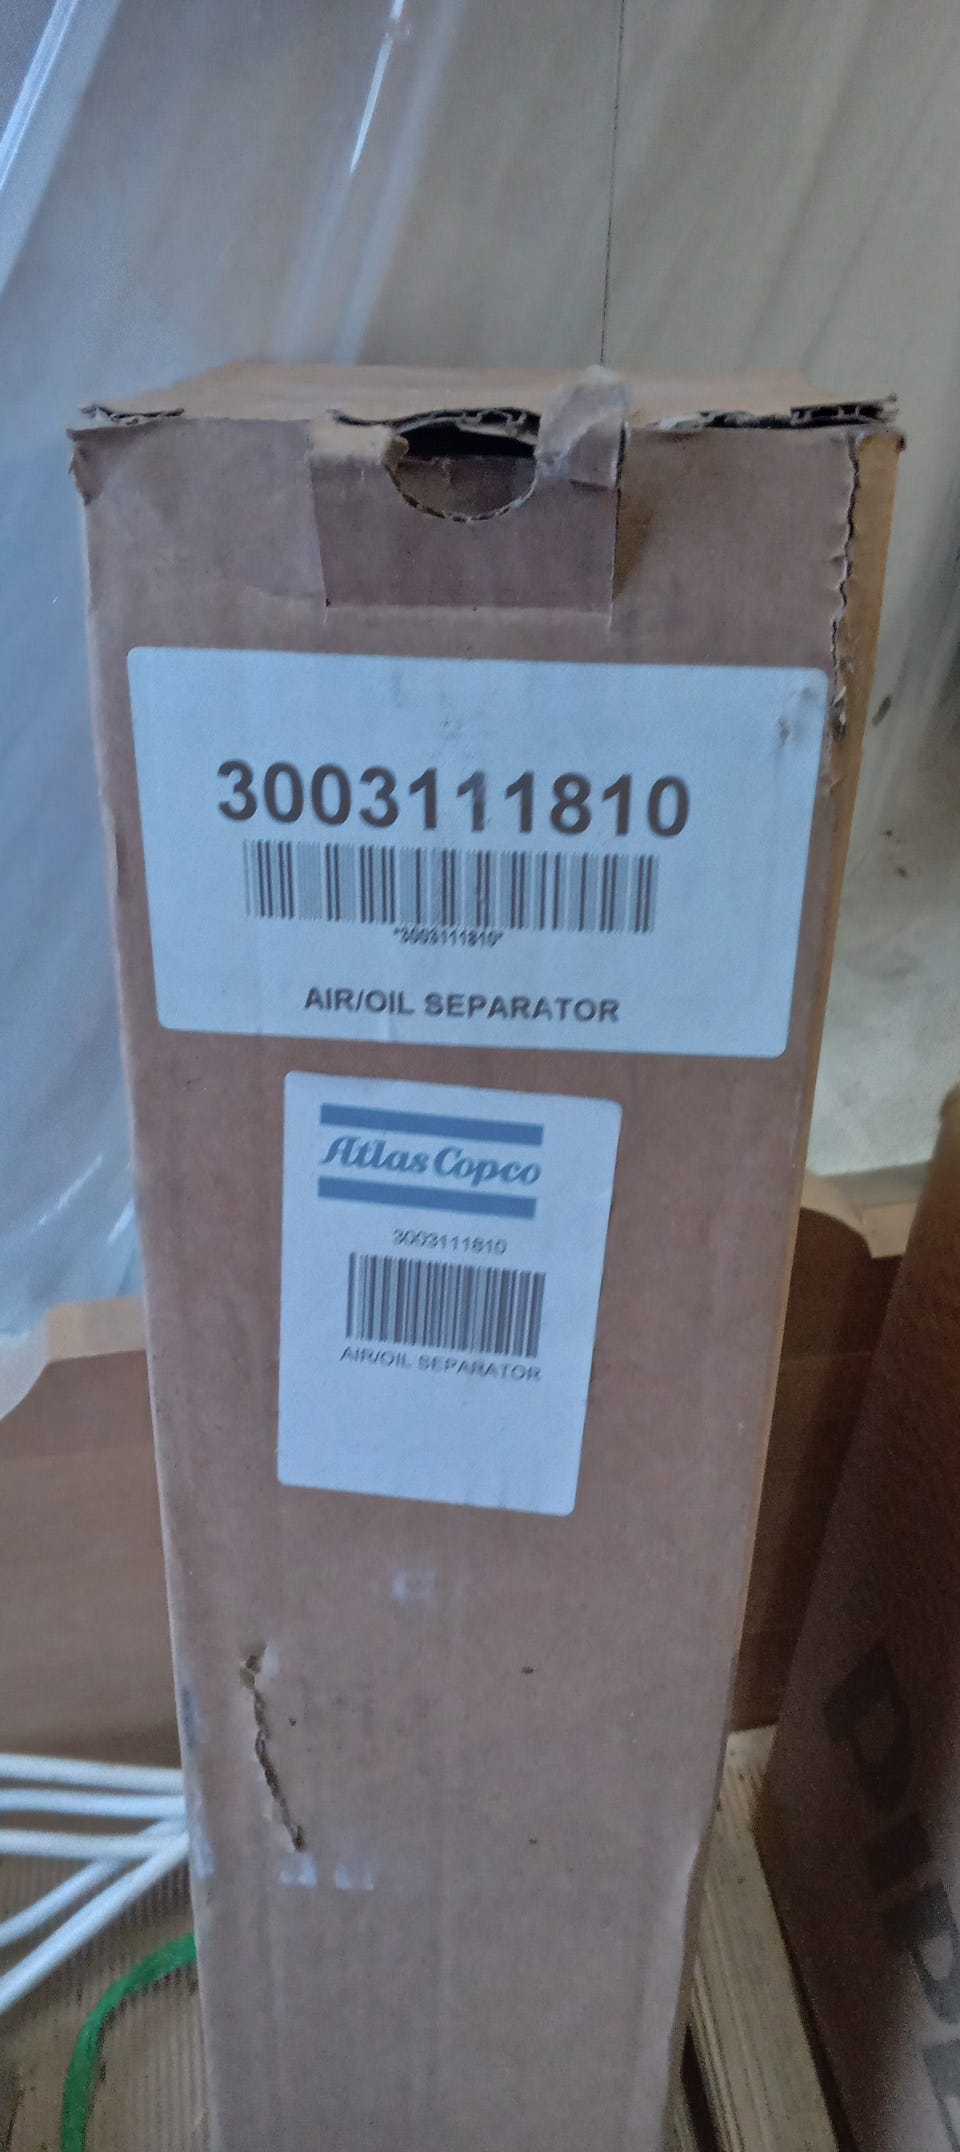 3003111810
*3003111810*
AIR/OIL SEPARATOR
Atlas Copco
3003111810
AIR/OIL SEPARATOR